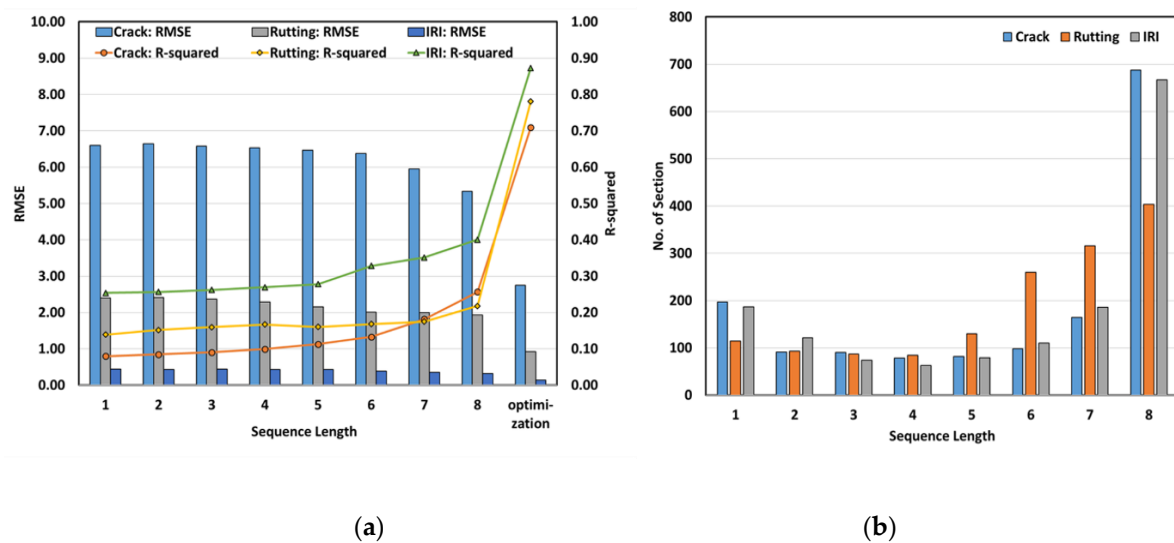 10.00
9.00
8.00
7.00
6.00
5.00
4.00
3.00
2.00
1.00
0.00
RMSE
Crack: RMSE Rutting: RMSE IRI: RMSE
Crack: R-squared Rutting: R-squared IRI: R-squared
1.00
0.90
0.80
0.70
0.60
0.50
0.40
0.30
0.20
0.10
0.00
R-squared
1 2 3 4 5 6 7 8 optimi-
zation
Sequence Length
(a)
800
700
600
500
400
300
200
100
0
No. of Section
Crack Rutting IRI
1 2 3 4 5 6 7 8
Sequence Length
(b)